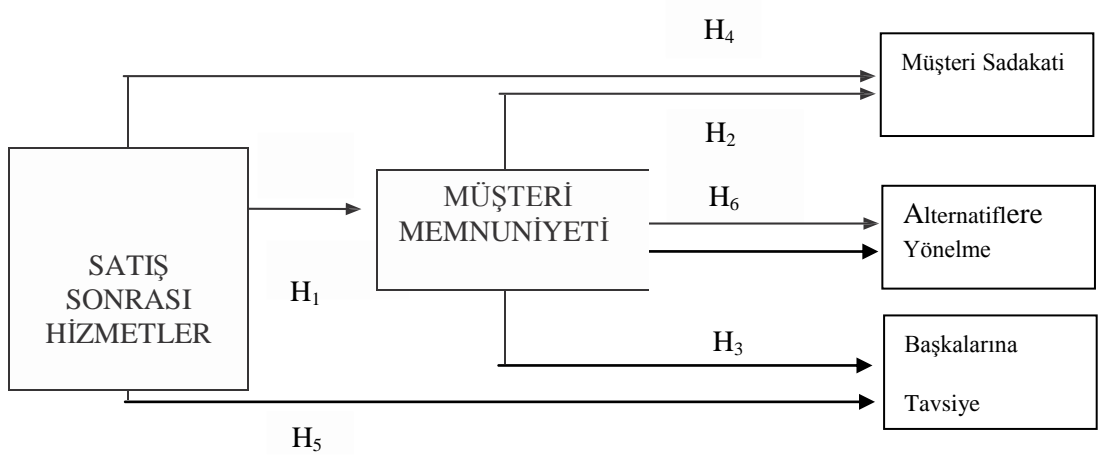 H₄
Müşteri Sadakati
H₂
MÜŞTERİ
MEMNUNİYETİ
H₆
Alternatiflere
Yönelme
SATIŞ
SONRASI
HİZMETLER
H₁
H₃
Başkalarına
Tavsiye
H₅